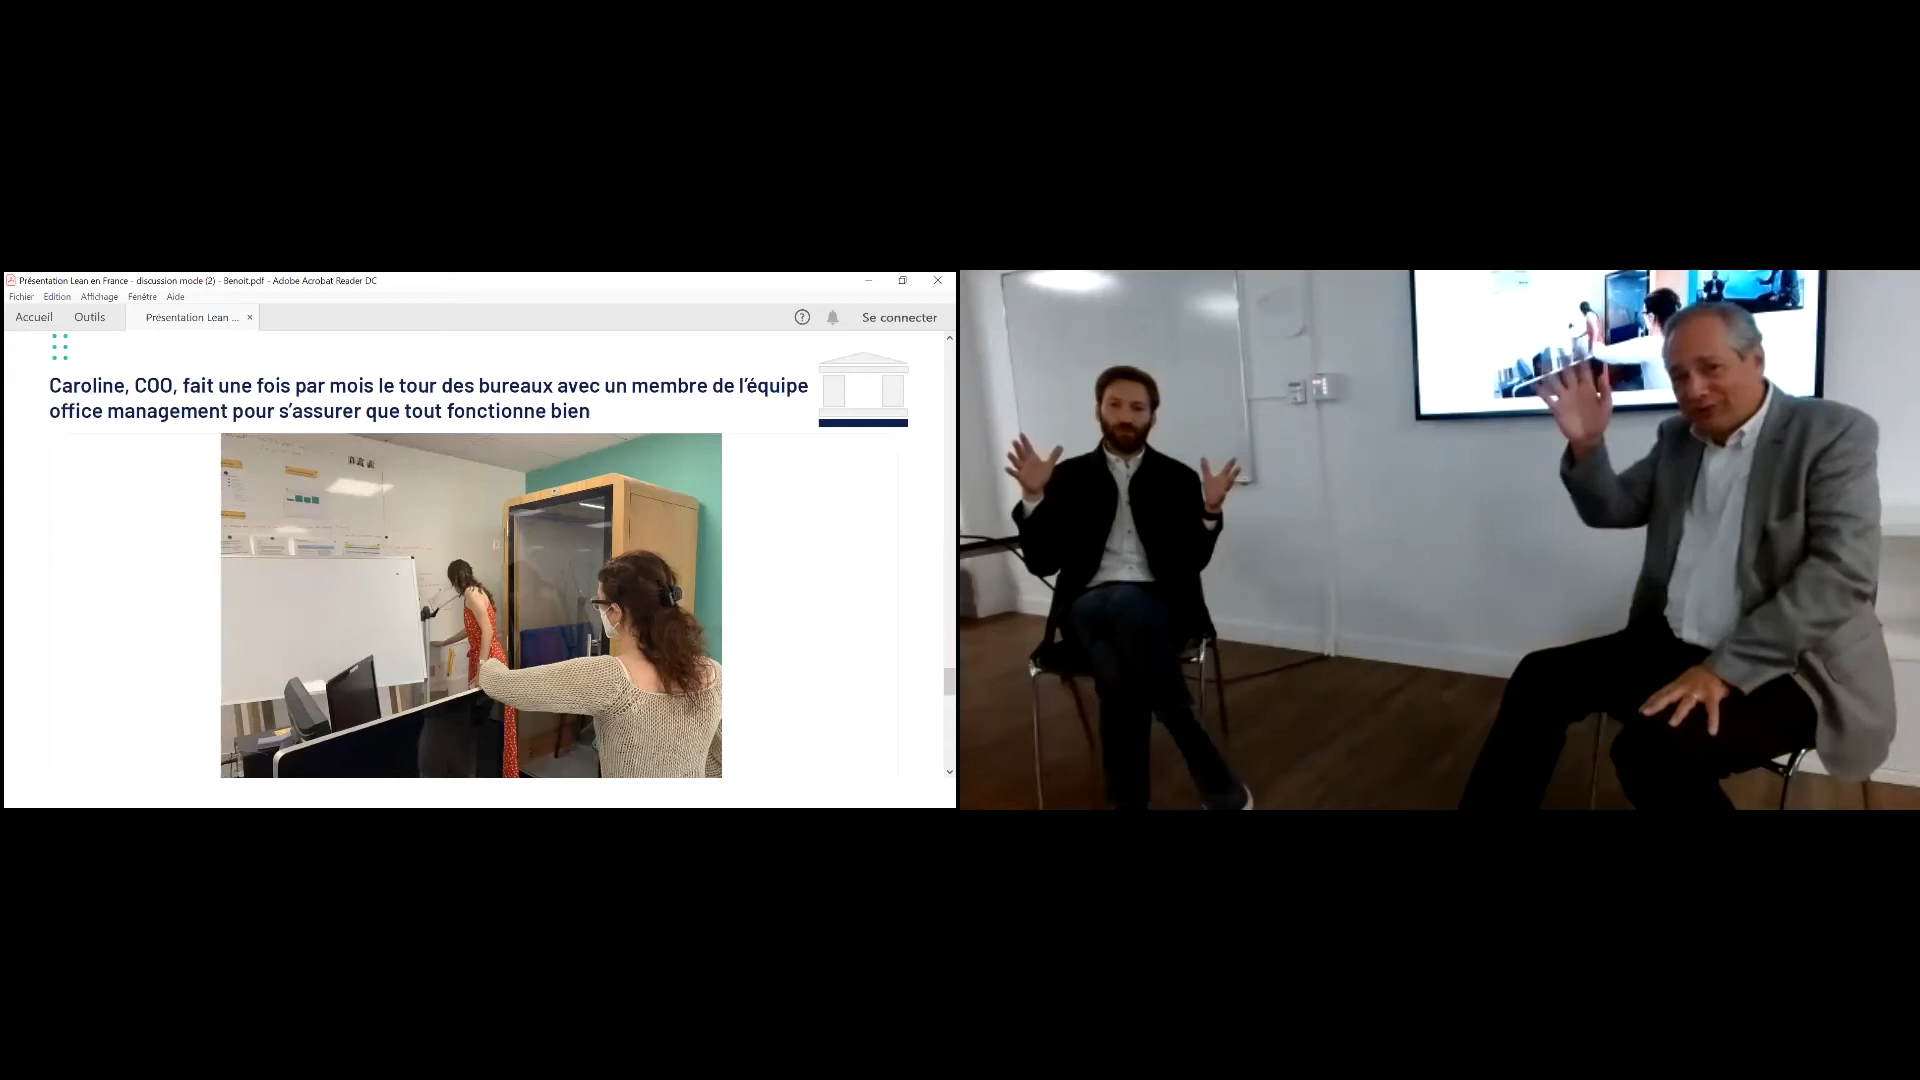 Présentation Lean en France - discussion mode (2) - Benoit.pdf - Adobe Acrobat Reader DC
Fichier Edition Affichage Fenêtre Aide
Accueil Outils Présentation Lean ... × Se connecter
Caroline, COO, fait une fois par mois le tour des bureaux avec un membre de l'équipe
office management pour s'assurer que tout fonctionne bien